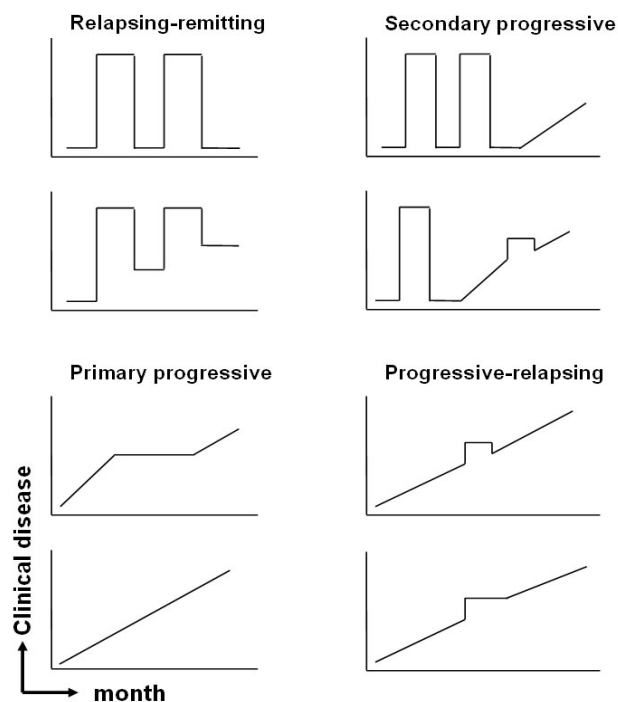 Relapsing-remitting
Secondary progressive
Primary progressive
Progressive-relapsing
Clinical disease
month